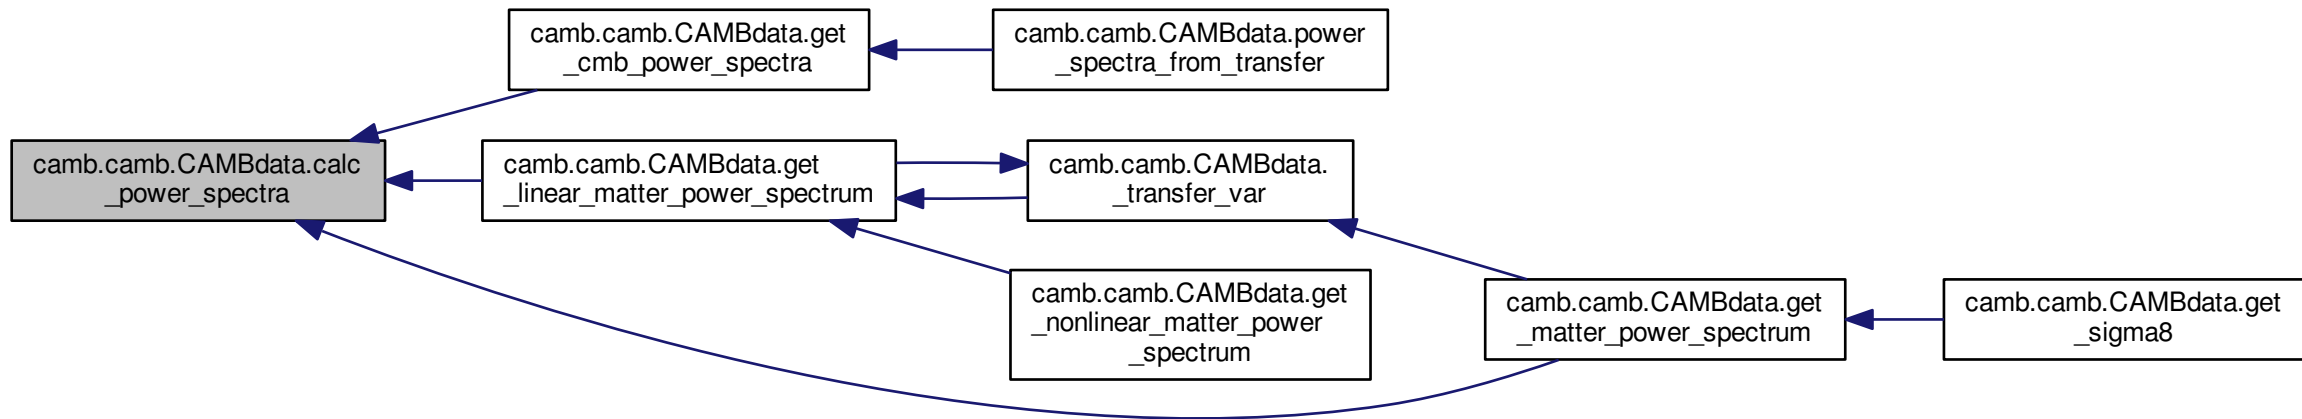 camb.camb.CAMBdata.get
_cmb_power_spectra
camb.camb.CAMBdata.power
_spectra_from_transfer
camb.camb.CAMBdata.calc
_power_spectra
camb.camb.CAMBdata.get
_linear_matter_power_spectrum
camb.camb.CAMBdata.
_transfer_var
camb.camb.CAMBdata.get
_nonlinear_matter_power
_spectrum
camb.camb.CAMBdata.get
_matter_power_spectrum
camb.camb.CAMBdata.get
_sigma8